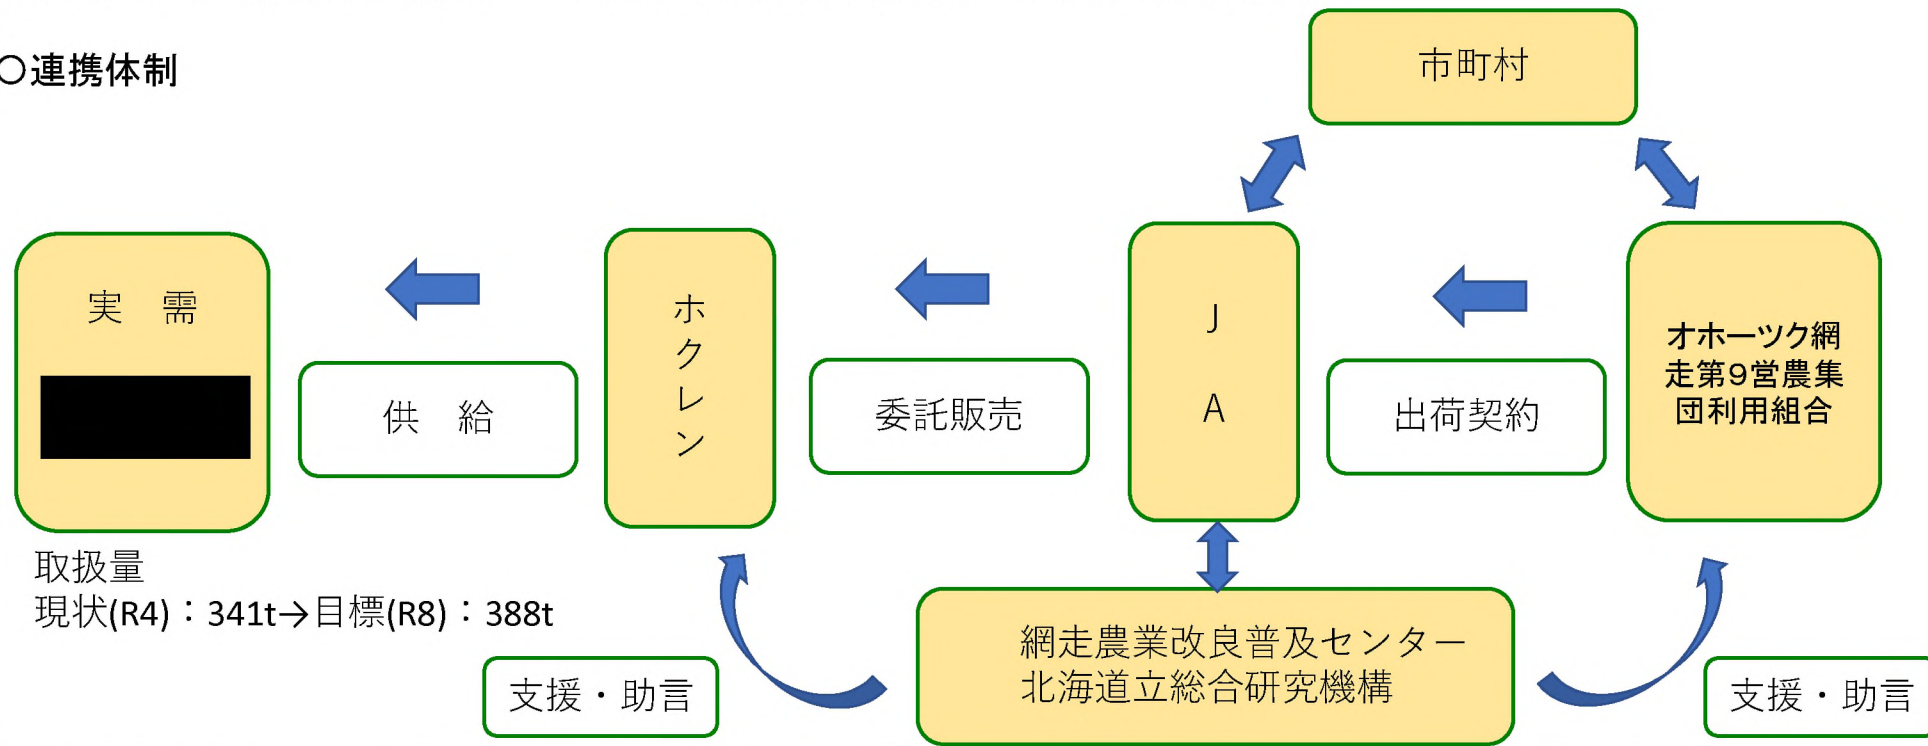 ○連携体制
市町村
実　需
供　給
ホクレン
委託販売
JA
出荷契約
オホーツク網
走第9営農集
団利用組合
取扱量
現状(R4)：341t→目標(R8)：388t
網走農業改良普及センター
北海道立総合研究機構
支援・助言
支援・助言